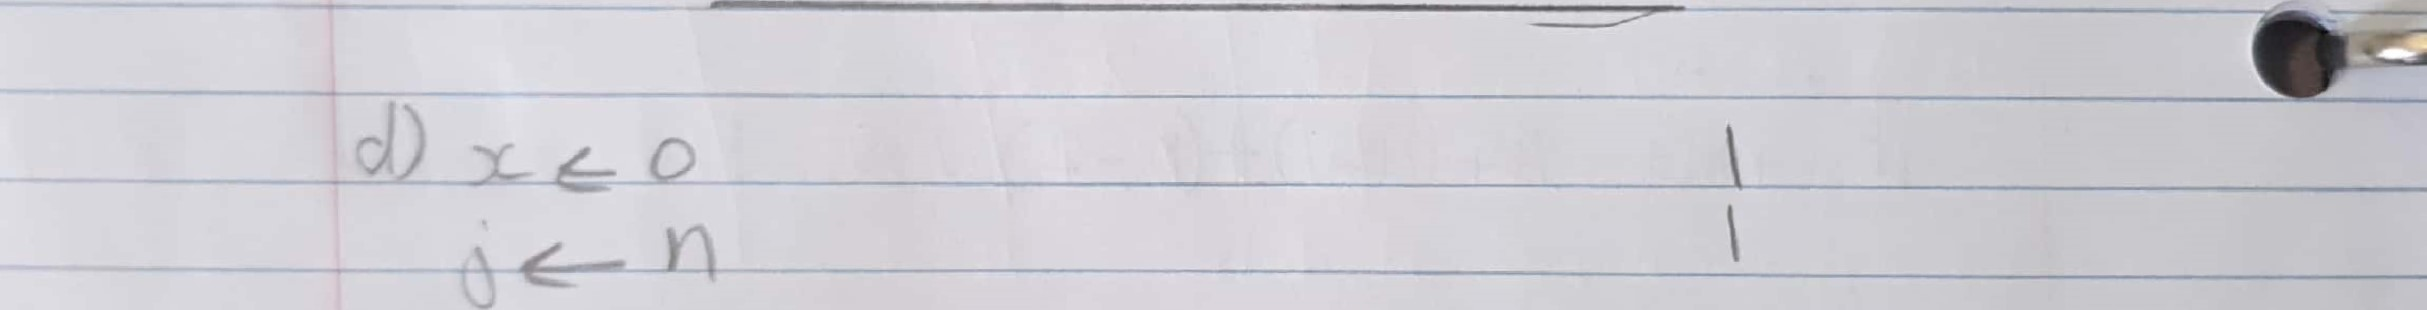 d) x ← 0 1
j ← n 1